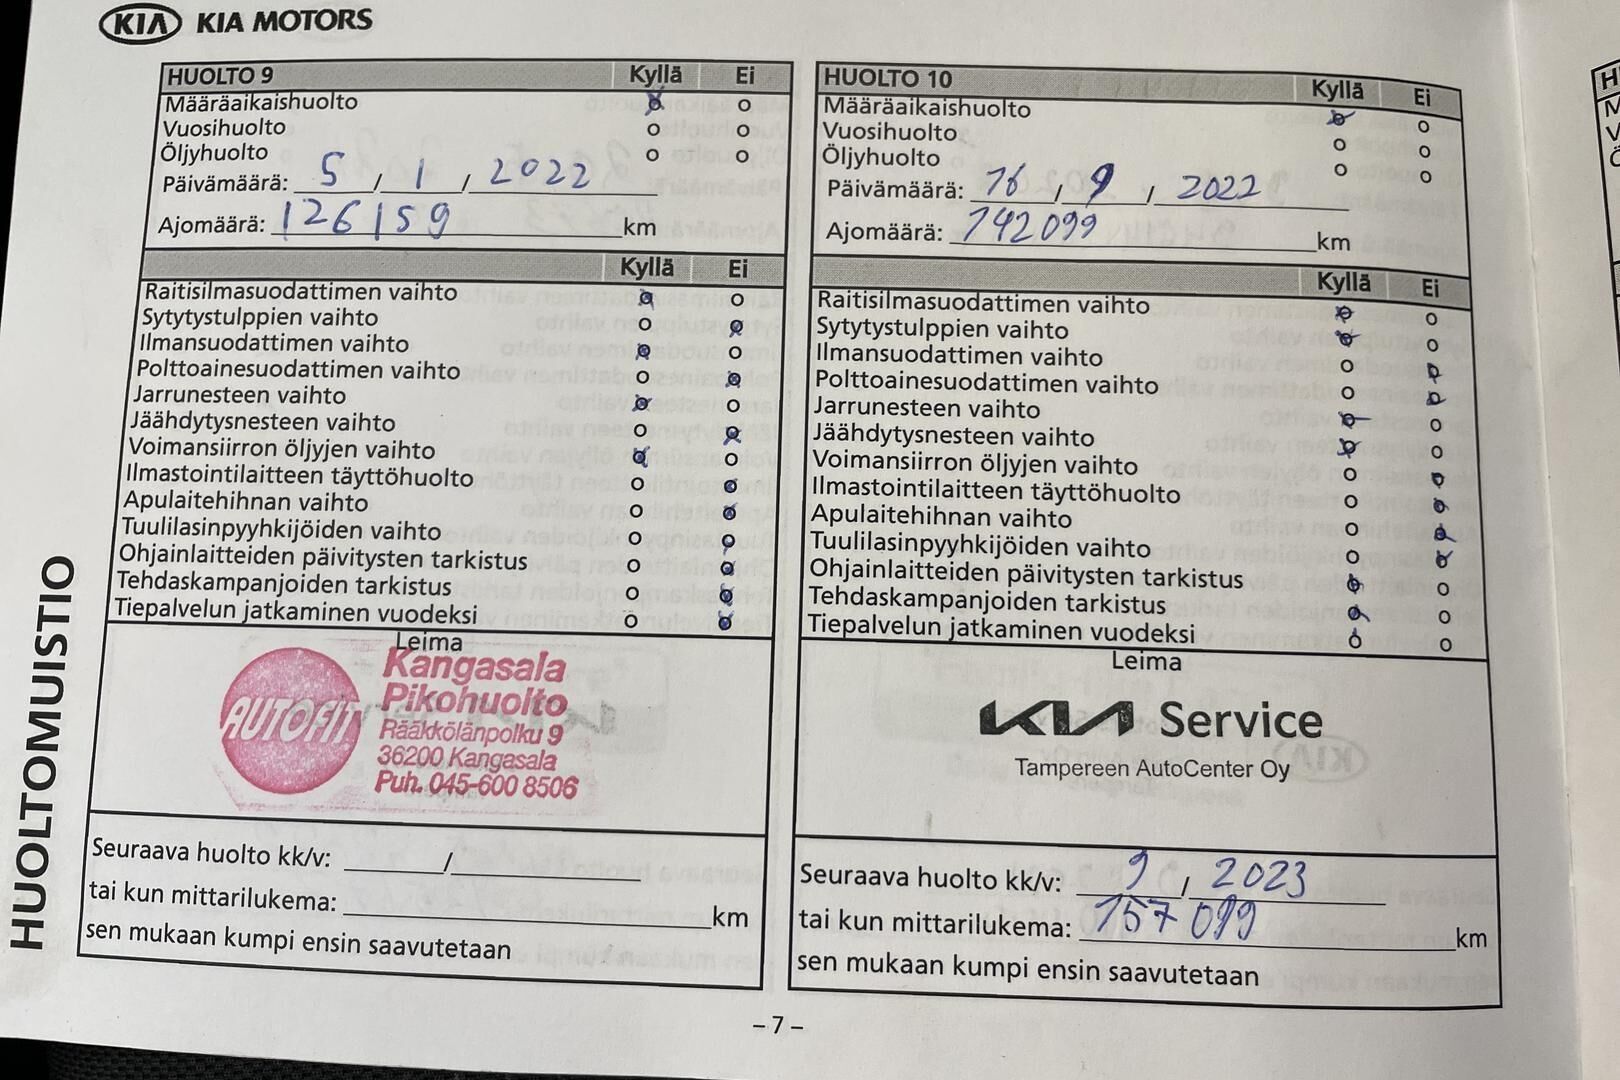 KIA KIA MOTORS
HUOLTOMUISTIO
HUOLTO 9 Kyllä Ei
Määräaikaishuolto
Vuosihuolto
Öljyhuolto
Päivämäärä: 5 / 1 / 2022
Ajomäärä: 126159 km
Kyllä Ei
Raitisilmasuodattimen vaihto
Sytytystulppien vaihto
Ilmansuodattimen vaihto
Polttoainesuodattimen vaihto
Jarrunesteen vaihto
Jäähdytysnesteen vaihto
Voimansiirron öljyjen vaihto
Ilmastointilaitteen täyttöhuolto
Apulaitehihnan vaihto
Tuulilasinpyyhkijöiden vaihto
Ohjainlaitteiden päivitysten tarkistus
Tehdaskampanjoiden tarkistus
Tiepalvelun jatkaminen vuodeksi
Leima
AUTOFIT
Kangasala
Pikohuolto
Rääkkölänpolku 9
36200 Kangasala
Puh. 045-600 8506
Seuraava huolto kk/v: /
tai kun mittarilukema: km
sen mukaan kumpi ensin saavutetaan
HUOLTO 10 Kyllä Ei
Määräaikaishuolto
Vuosihuolto
Öljyhuolto
Päivämäärä: 16 / 9 / 2022
Ajomäärä: 142099 km
Kyllä Ei
Raitisilmasuodattimen vaihto
Sytytystulppien vaihto
Ilmansuodattimen vaihto
Polttoainesuodattimen vaihto
Jarrunesteen vaihto
Jäähdytysnesteen vaihto
Voimansiirron öljyjen vaihto
Ilmastointilaitteen täyttöhuolto
Apulaitehihnan vaihto
Tuulilasinpyyhkijöiden vaihto
Ohjainlaitteiden päivitysten tarkistus
Tehdaskampanjoiden tarkistus
Tiepalvelun jatkaminen vuodeksi
Leima
KIA Service
Tampereen AutoCenter Oy
Seuraava huolto kk/v: 9 / 2023
tai kun mittarilukema: 157 099 km
sen mukaan kumpi ensin saavutetaan
– 7 –